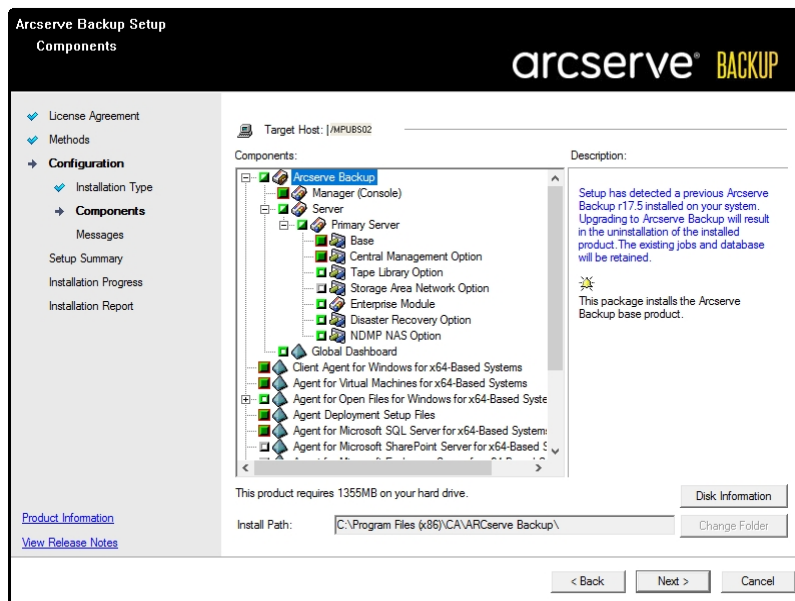 Arcserve Backup Setup
Components
arcserve® BACKUP
License Agreement
Methods
Configuration
Installation Type
Components
Messages
Setup Summary
Installation Progress
Installation Report
Product Information
View Release Notes
Target Host: |/MPUBS02
Components:
Arcserve Backup
Manager (Console)
Server
Primary Server
Base
Central Management Option
Tape Library Option
Storage Area Network Option
Enterprise Module
Disaster Recovery Option
NDMP NAS Option
Global Dashboard
Client Agent for Windows for x64-Based Systems
Agent for Virtual Machines for x64-Based Systems
Agent for Open Files for Windows for x64-Based Syste
Agent Deployment Setup Files
Agent for Microsoft SQL Server for x64-Based System
Agent for Microsoft SharePoint Server for x64-Based S
Description:
Setup has detected a previous Arcserve
Backup r17.5 installed on your system.
Upgrading to Arcserve Backup will result
in the uninstallation of the installed
product.The existing jobs and database
will be retained.
This package installs the Arcserve
Backup base product.
This product requires 1355MB on your hard drive.
Disk Information
Install Path: C:\Program Files (x86)\CA\ARCserve Backup\
Change Folder
< Back
Next >
Cancel